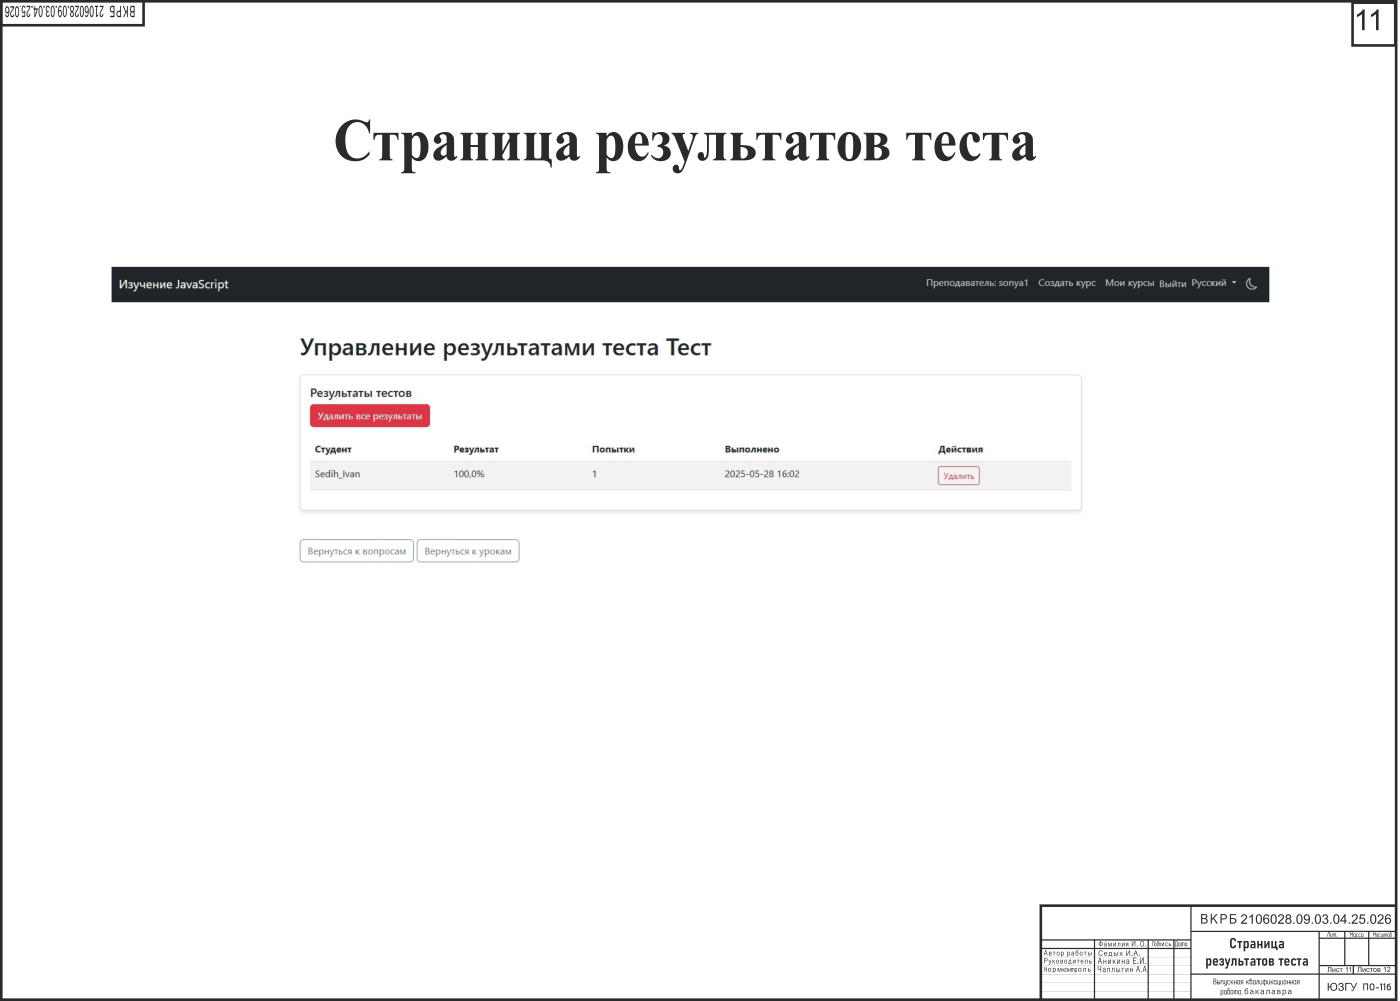 ВКРБ 2106028.09.03.04.25.026
11
Страница результатов теста
Изучение JavaScript
Преподаватель: sonya1 Создать курс Мои курсы Выйти Русский
Управление результатами теста Тест
Результаты тестов
Удалить все результаты
Студент Результат Попытки Выполнено Действия
Sedih_Ivan 100,0% 1 2025-05-28 16:02 Удалить
Вернуться к вопросам Вернуться к урокам
ВКРБ 2106028.09.03.04.25.026
Лит. Масса Масштаб
Фамилия И. О. Подпись Дата
Автор работы Седых И.А.
Руководитель Аникина Е.И.
Нормконтроль Чаплыгин А.А
Страница
результатов теста
Лист 11 Листов 12
Выпускная квалификационная
работа бакалавра
ЮЗГУ ПО-11б